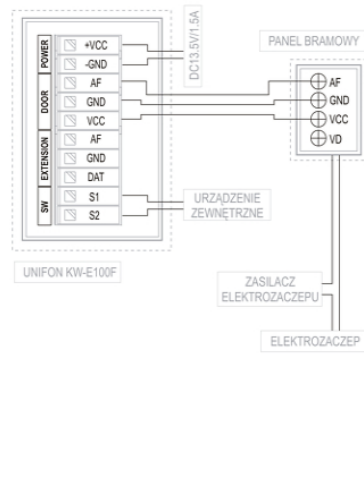 POWER
+VCC
-GND
DOOR
AF
GND
VCC
EXTENSION
AF
GND
DAT
SW
S1
S2
DC13.5V/1.5A
PANEL BRAMOWY
AF
GND
VCC
VD
URZĄDZENIE
ZEWNĘTRZNE
UNIFON KW-E100F
ZASILACZ
ELEKTROZACZEPU
ELEKTROZACZEP